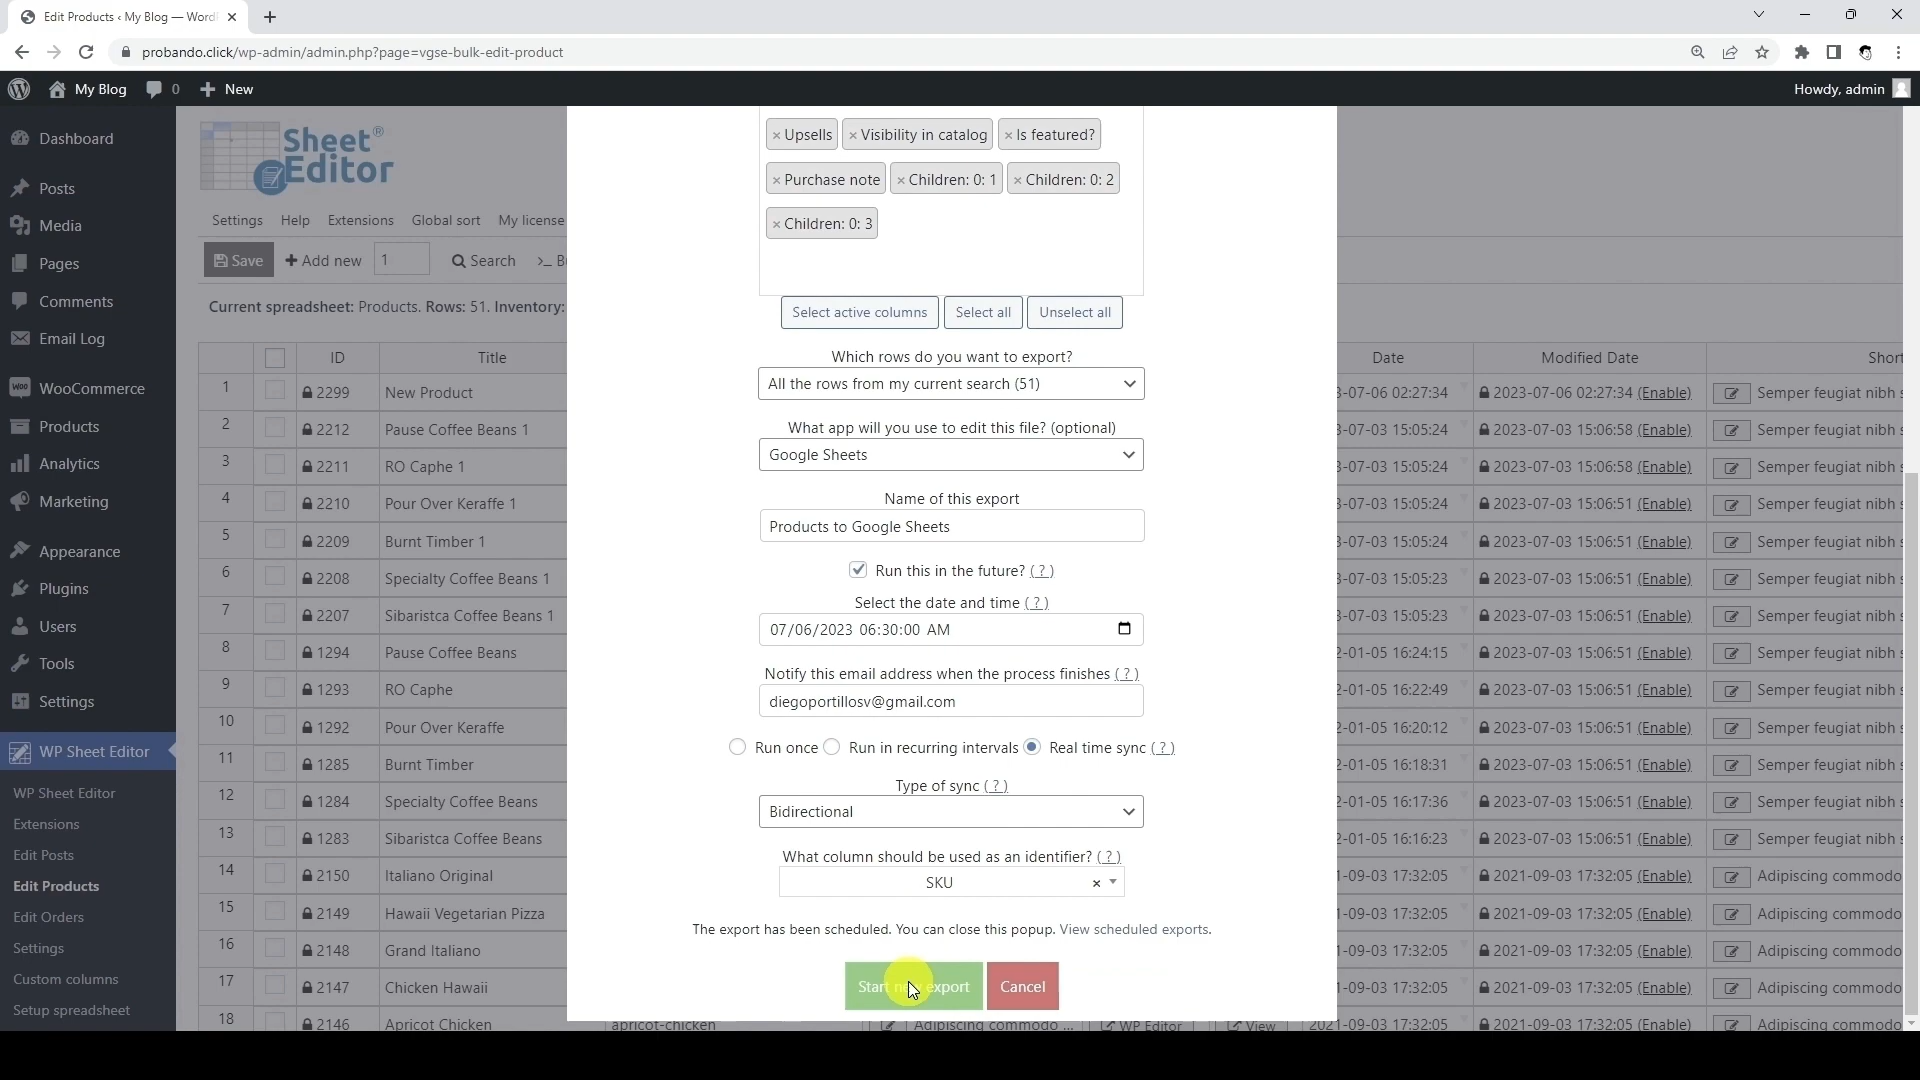 Edit Products ‹ My Blog — Word
probando.click/wp-admin/admin.php?page=vgse-bulk-edit-product
My Blog 0 New Howdy, admin
Dashboard
Posts
Media
Pages
Comments
Email Log
WooCommerce
Products
Analytics
Marketing
Appearance
Plugins
Users
Tools
Settings
WP Sheet Editor
WP Sheet Editor
Extensions
Edit Posts
Edit Products
Edit Orders
Settings
Custom columns
Setup spreadsheet
Sheet®
Editor
Settings Help Extensions Global sort My license
Save Add new 1 Search >_ B
Current spreadsheet: Products. Rows: 51. Inventory:
ID Title
1 2299 New Product
2 2212 Pause Coffee Beans 1
3 2211 RO Caphe 1
4 2210 Pour Over Keraffe 1
5 2209 Burnt Timber 1
6 2208 Specialty Coffee Beans 1
7 2207 Sibaristca Coffee Beans 1
8 1294 Pause Coffee Beans
9 1293 RO Caphe
10 1292 Pour Over Keraffe
11 1285 Burnt Timber
12 1284 Specialty Coffee Beans
13 1283 Sibaristca Coffee Beans
14 2150 Italiano Original
15 2149 Hawaii Vegetarian Pizza
16 2148 Grand Italiano
17 2147 Chicken Hawaii
18 2146 Apricot Chicken apricot-chicken Adipiscing commodo ... WP Editor View 2021-09-03 17:32:05
× Upsells × Visibility in catalog × Is featured?
× Purchase note × Children: 0: 1 × Children: 0: 2
× Children: 0: 3
Select active columns Select all Unselect all
Which rows do you want to export?
All the rows from my current search (51)
What app will you use to edit this file? (optional)
Google Sheets
Name of this export
Products to Google Sheets
Run this in the future? (?)
Select the date and time (?)
07/06/2023 06:30:00 AM
Notify this email address when the process finishes (?)
diegoportillosv@gmail.com
Run once Run in recurring intervals Real time sync (?)
Type of sync (?)
Bidirectional
What column should be used as an identifier? (?)
SKU ×
The export has been scheduled. You can close this popup. View scheduled exports.
Start new export Cancel
Date Modified Date Short
3-07-06 02:27:34 2023-07-06 02:27:34 (Enable) Semper feugiat nibh s
3-07-03 15:05:24 2023-07-03 15:06:58 (Enable) Semper feugiat nibh s
3-07-03 15:05:24 2023-07-03 15:06:58 (Enable) Semper feugiat nibh s
3-07-03 15:05:24 2023-07-03 15:06:51 (Enable) Semper feugiat nibh s
3-07-03 15:05:24 2023-07-03 15:06:51 (Enable) Semper feugiat nibh s
3-07-03 15:05:23 2023-07-03 15:06:51 (Enable) Semper feugiat nibh s
3-07-03 15:05:23 2023-07-03 15:06:51 (Enable) Semper feugiat nibh s
2-01-05 16:24:15 2023-07-03 15:06:51 (Enable) Semper feugiat nibh s
2-01-05 16:22:49 2023-07-03 15:06:51 (Enable) Semper feugiat nibh s
2-01-05 16:20:12 2023-07-03 15:06:51 (Enable) Semper feugiat nibh s
2-01-05 16:18:31 2023-07-03 15:06:51 (Enable) Semper feugiat nibh s
2-01-05 16:17:36 2023-07-03 15:06:51 (Enable) Semper feugiat nibh s
2-01-05 16:16:23 2023-07-03 15:06:51 (Enable) Semper feugiat nibh s
1-09-03 17:32:05 2021-09-03 17:32:05 (Enable) Adipiscing commodo
1-09-03 17:32:05 2021-09-03 17:32:05 (Enable) Adipiscing commodo
1-09-03 17:32:05 2021-09-03 17:32:05 (Enable) Adipiscing commodo
1-09-03 17:32:05 2021-09-03 17:32:05 (Enable) Adipiscing commodo
2021-09-03 17:32:05 (Enable) Adipiscing commodo